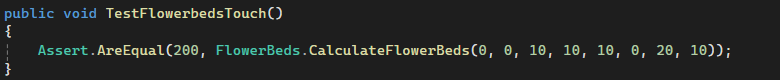 public void TestFlowerbedsTouch()
{
    Assert.AreEqual(200, FlowerBeds.CalculateFlowerBeds(0, 0, 10, 10, 10, 0, 20, 10));
}